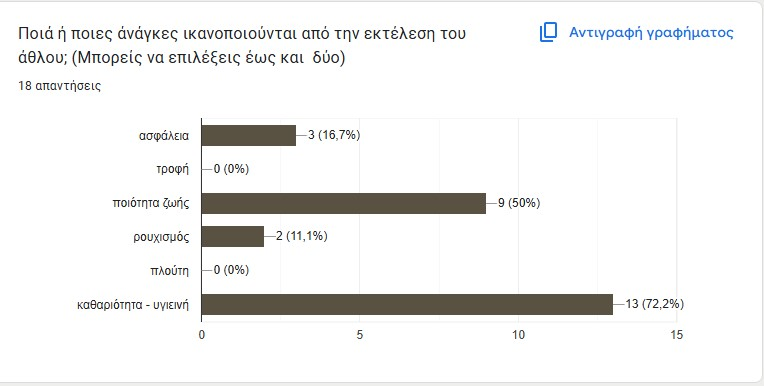 Ποιά ή ποιες άνάγκες ικανοποιούνται από την εκτέλεση του
άθλου; (Μπορείς να επιλέξεις έως και  δύο)
Αντιγραφή γραφήματος
18 απαντήσεις
ασφάλεια 3 (16,7%)
τροφή 0 (0%)
ποιότητα ζωής 9 (50%)
ρουχισμός 2 (11,1%)
πλούτη 0 (0%)
καθαριότητα - υγιεινή 13 (72,2%)
0 5 10 15